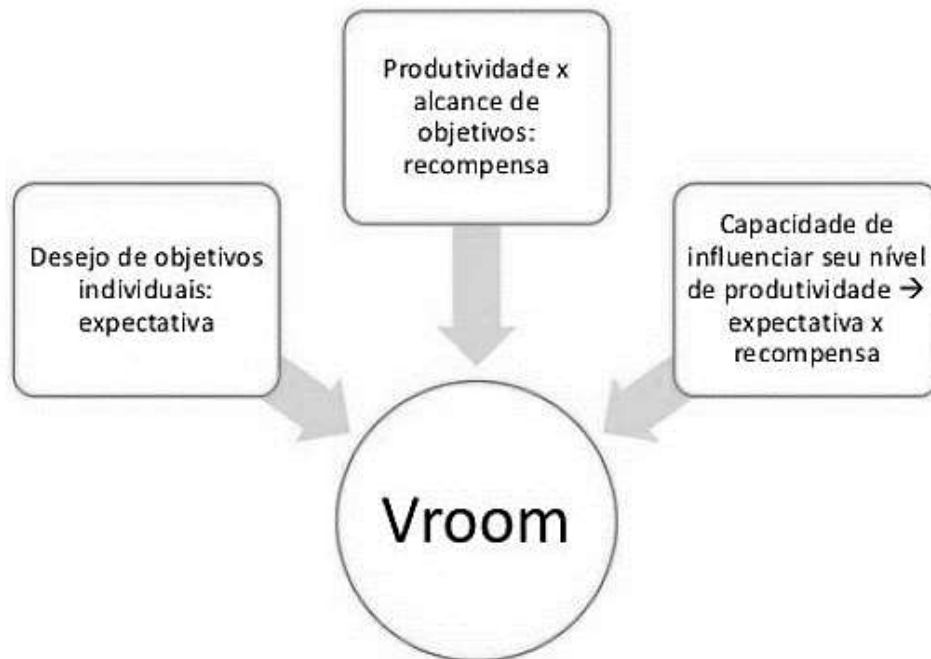 Desejo de objetivos
individuais:
expectativa
Produtividade x
alcance de
objetivos:
recompensa
Capacidade de
influenciar seu nível
de produtividade →
expectativa x
recompensa
Vroom